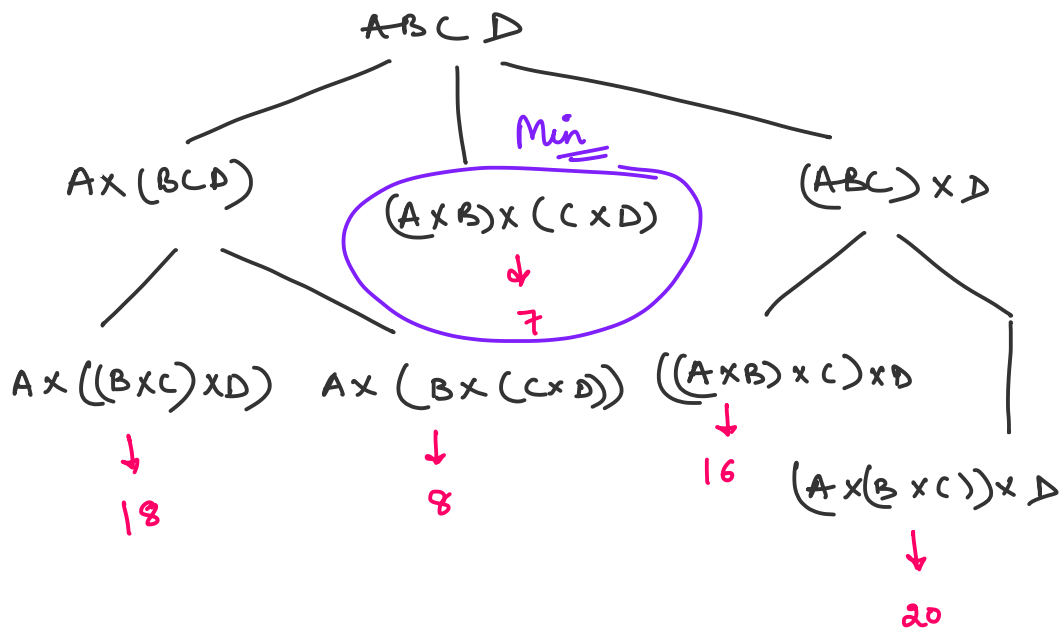 ABCD
Min
A×(BCD)
(A×B)×(C×D)
7
(ABC)×D
A×((B×C)×D)
18
A×(B×(C×D))
8
((A×B)×C)×D
16
(A×(B×C))×D
20